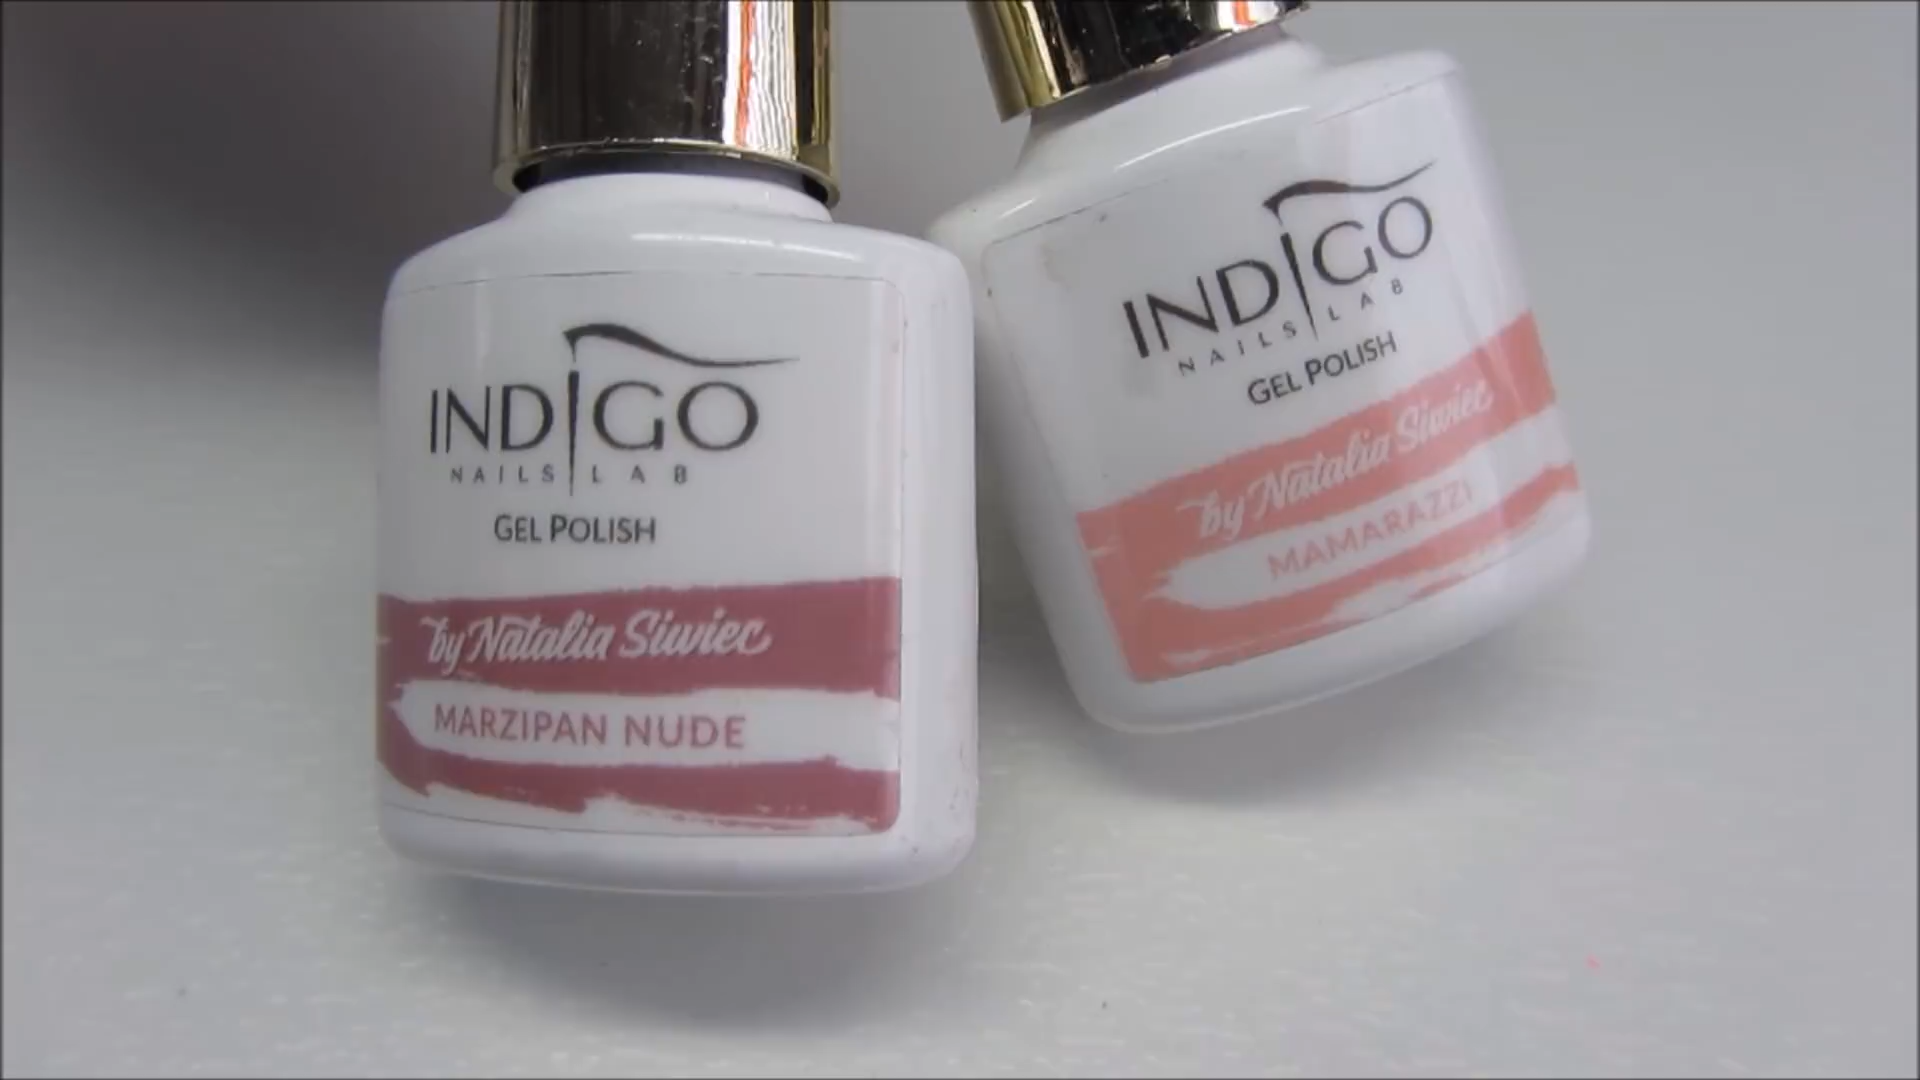 INDIGO
NAILS LAB
GEL POLISH
by Natalia Siwiec
MARZIPAN NUDE
INDIGO
NAILS LAB
GEL POLISH
by Natalia Siwiec
MAMARAZZI